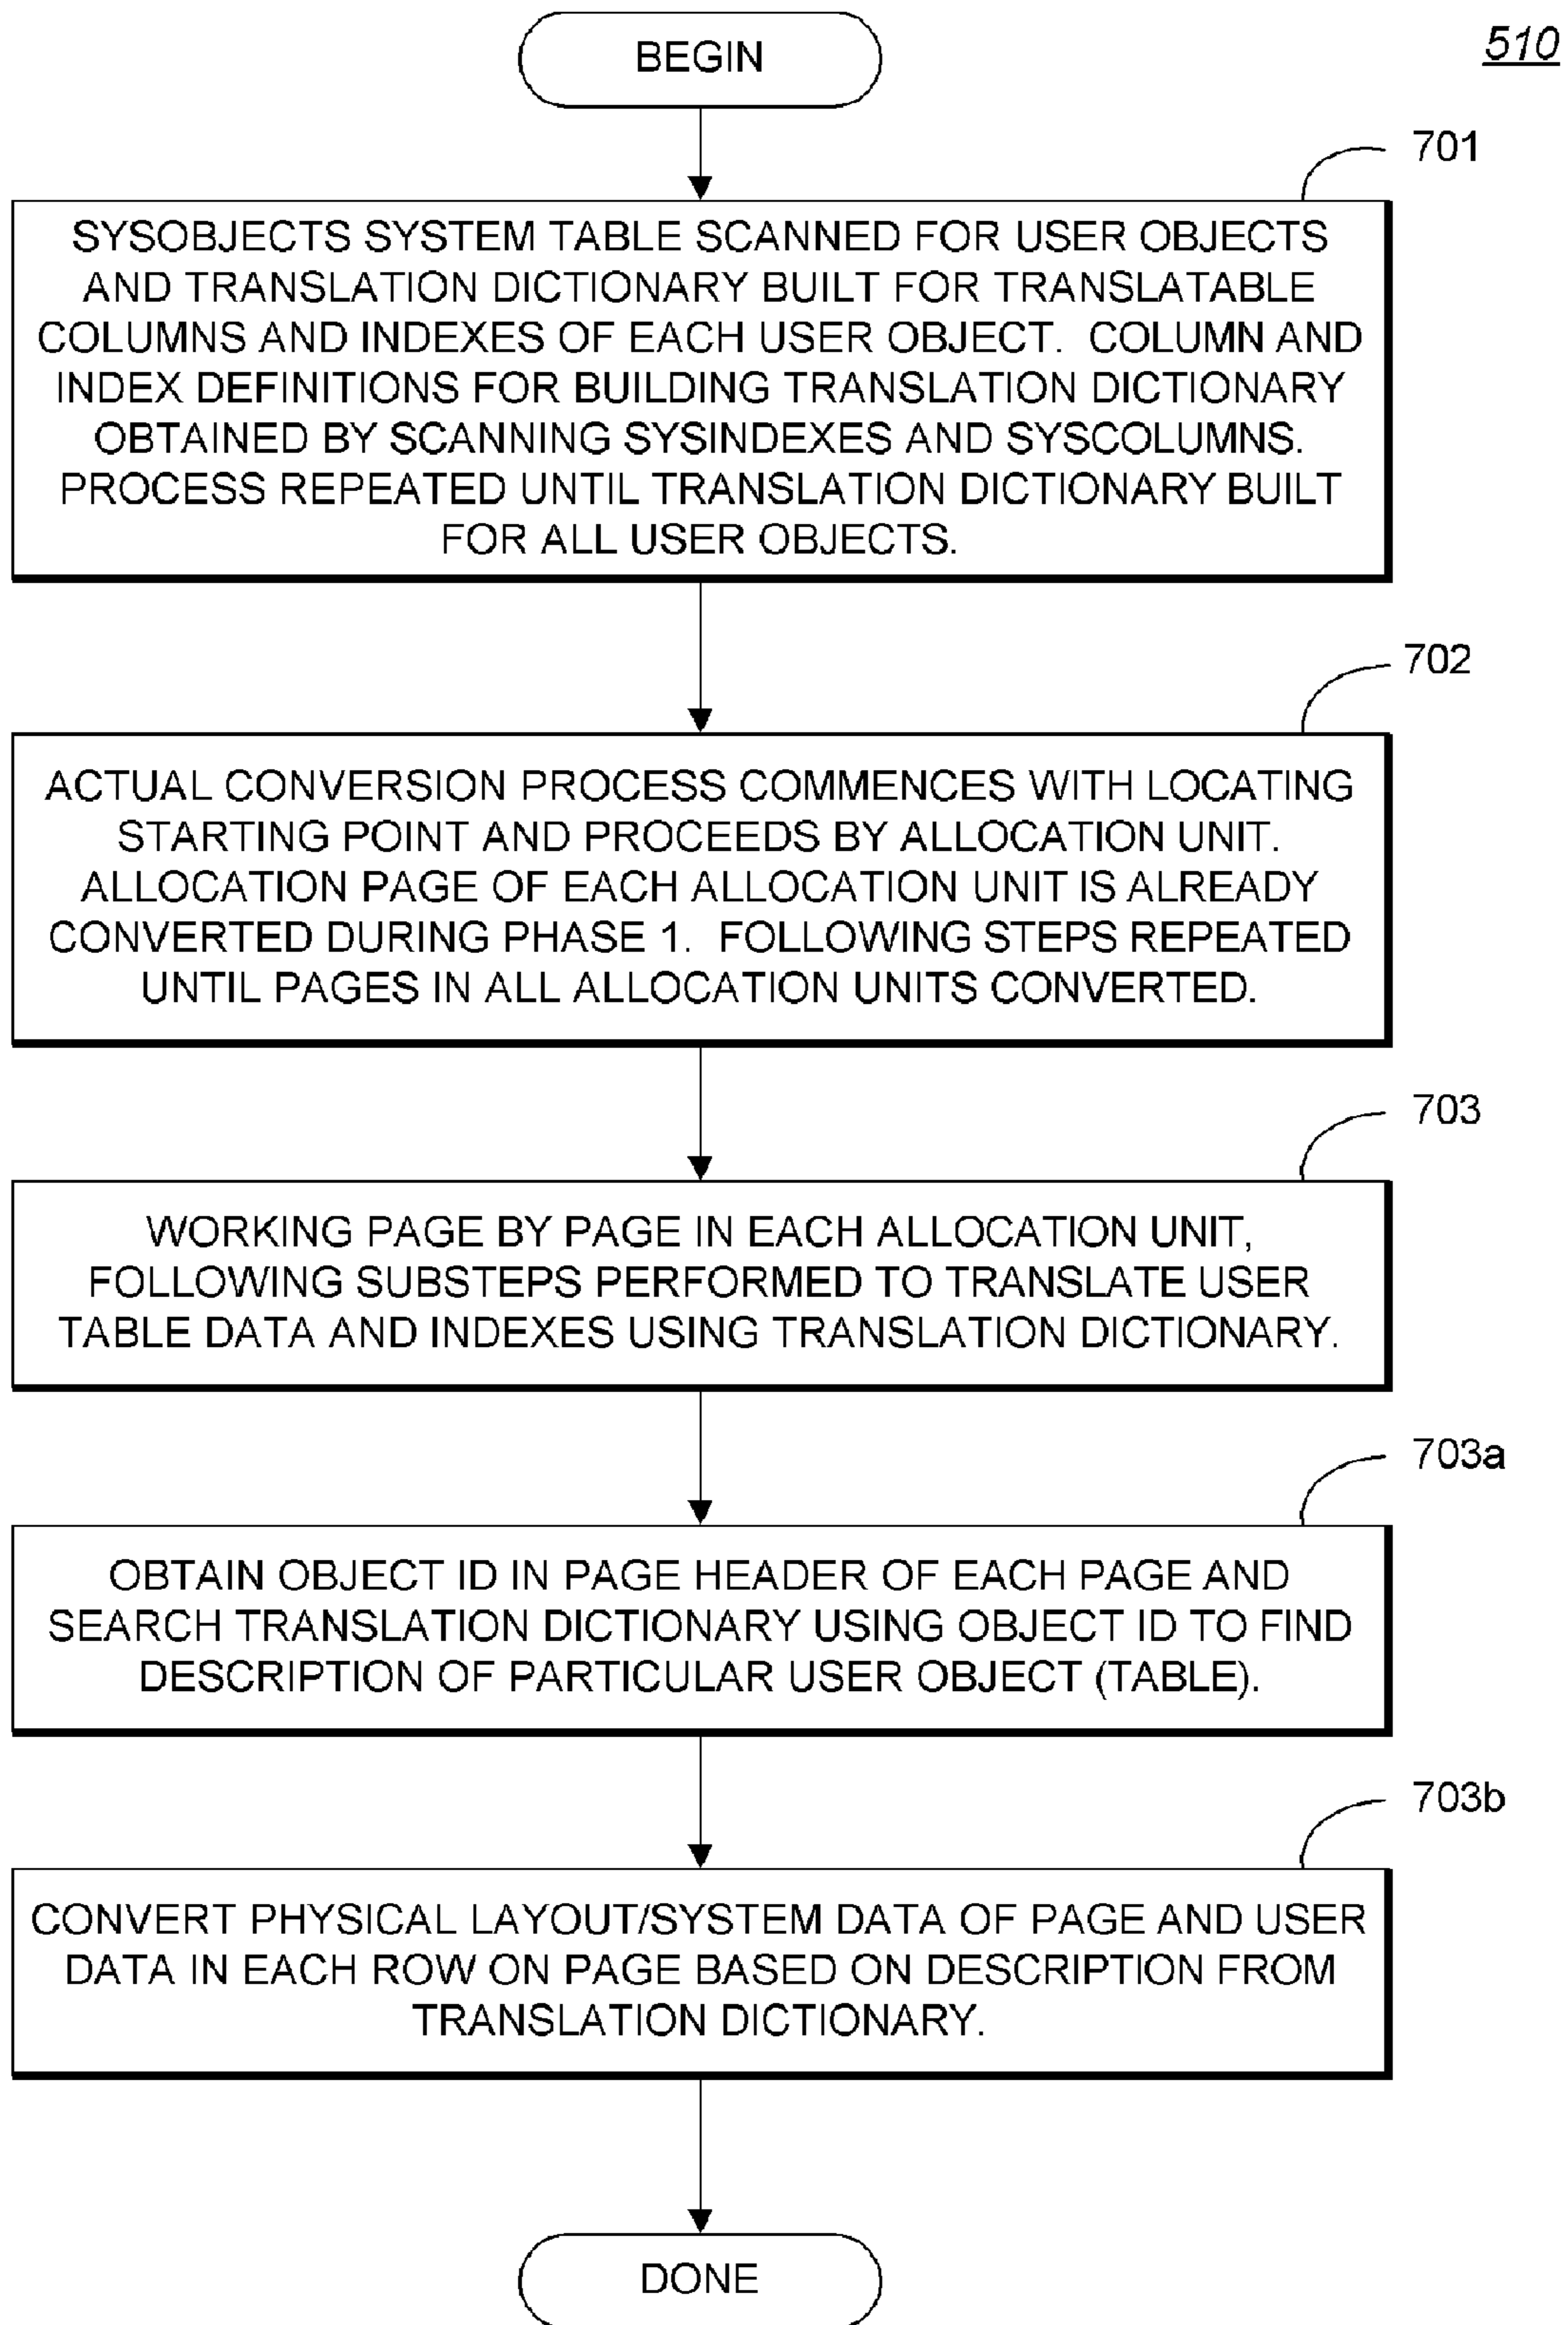 BEGIN
510
701
SYSOBJECTS SYSTEM TABLE SCANNED FOR USER OBJECTS
AND TRANSLATION DICTIONARY BUILT FOR TRANSLATABLE
COLUMNS AND INDEXES OF EACH USER OBJECT. COLUMN AND
INDEX DEFINITIONS FOR BUILDING TRANSLATION DICTIONARY
OBTAINED BY SCANNING SYSINDEXES AND SYSCOLUMNS.
PROCESS REPEATED UNTIL TRANSLATION DICTIONARY BUILT
FOR ALL USER OBJECTS.
702
ACTUAL CONVERSION PROCESS COMMENCES WITH LOCATING
STARTING POINT AND PROCEEDS BY ALLOCATION UNIT.
ALLOCATION PAGE OF EACH ALLOCATION UNIT IS ALREADY
CONVERTED DURING PHASE 1. FOLLOWING STEPS REPEATED
UNTIL PAGES IN ALL ALLOCATION UNITS CONVERTED.
703
WORKING PAGE BY PAGE IN EACH ALLOCATION UNIT,
FOLLOWING SUBSTEPS PERFORMED TO TRANSLATE USER
TABLE DATA AND INDEXES USING TRANSLATION DICTIONARY.
703a
OBTAIN OBJECT ID IN PAGE HEADER OF EACH PAGE AND
SEARCH TRANSLATION DICTIONARY USING OBJECT ID TO FIND
DESCRIPTION OF PARTICULAR USER OBJECT (TABLE).
703b
CONVERT PHYSICAL LAYOUT/SYSTEM DATA OF PAGE AND USER
DATA IN EACH ROW ON PAGE BASED ON DESCRIPTION FROM
TRANSLATION DICTIONARY.
DONE